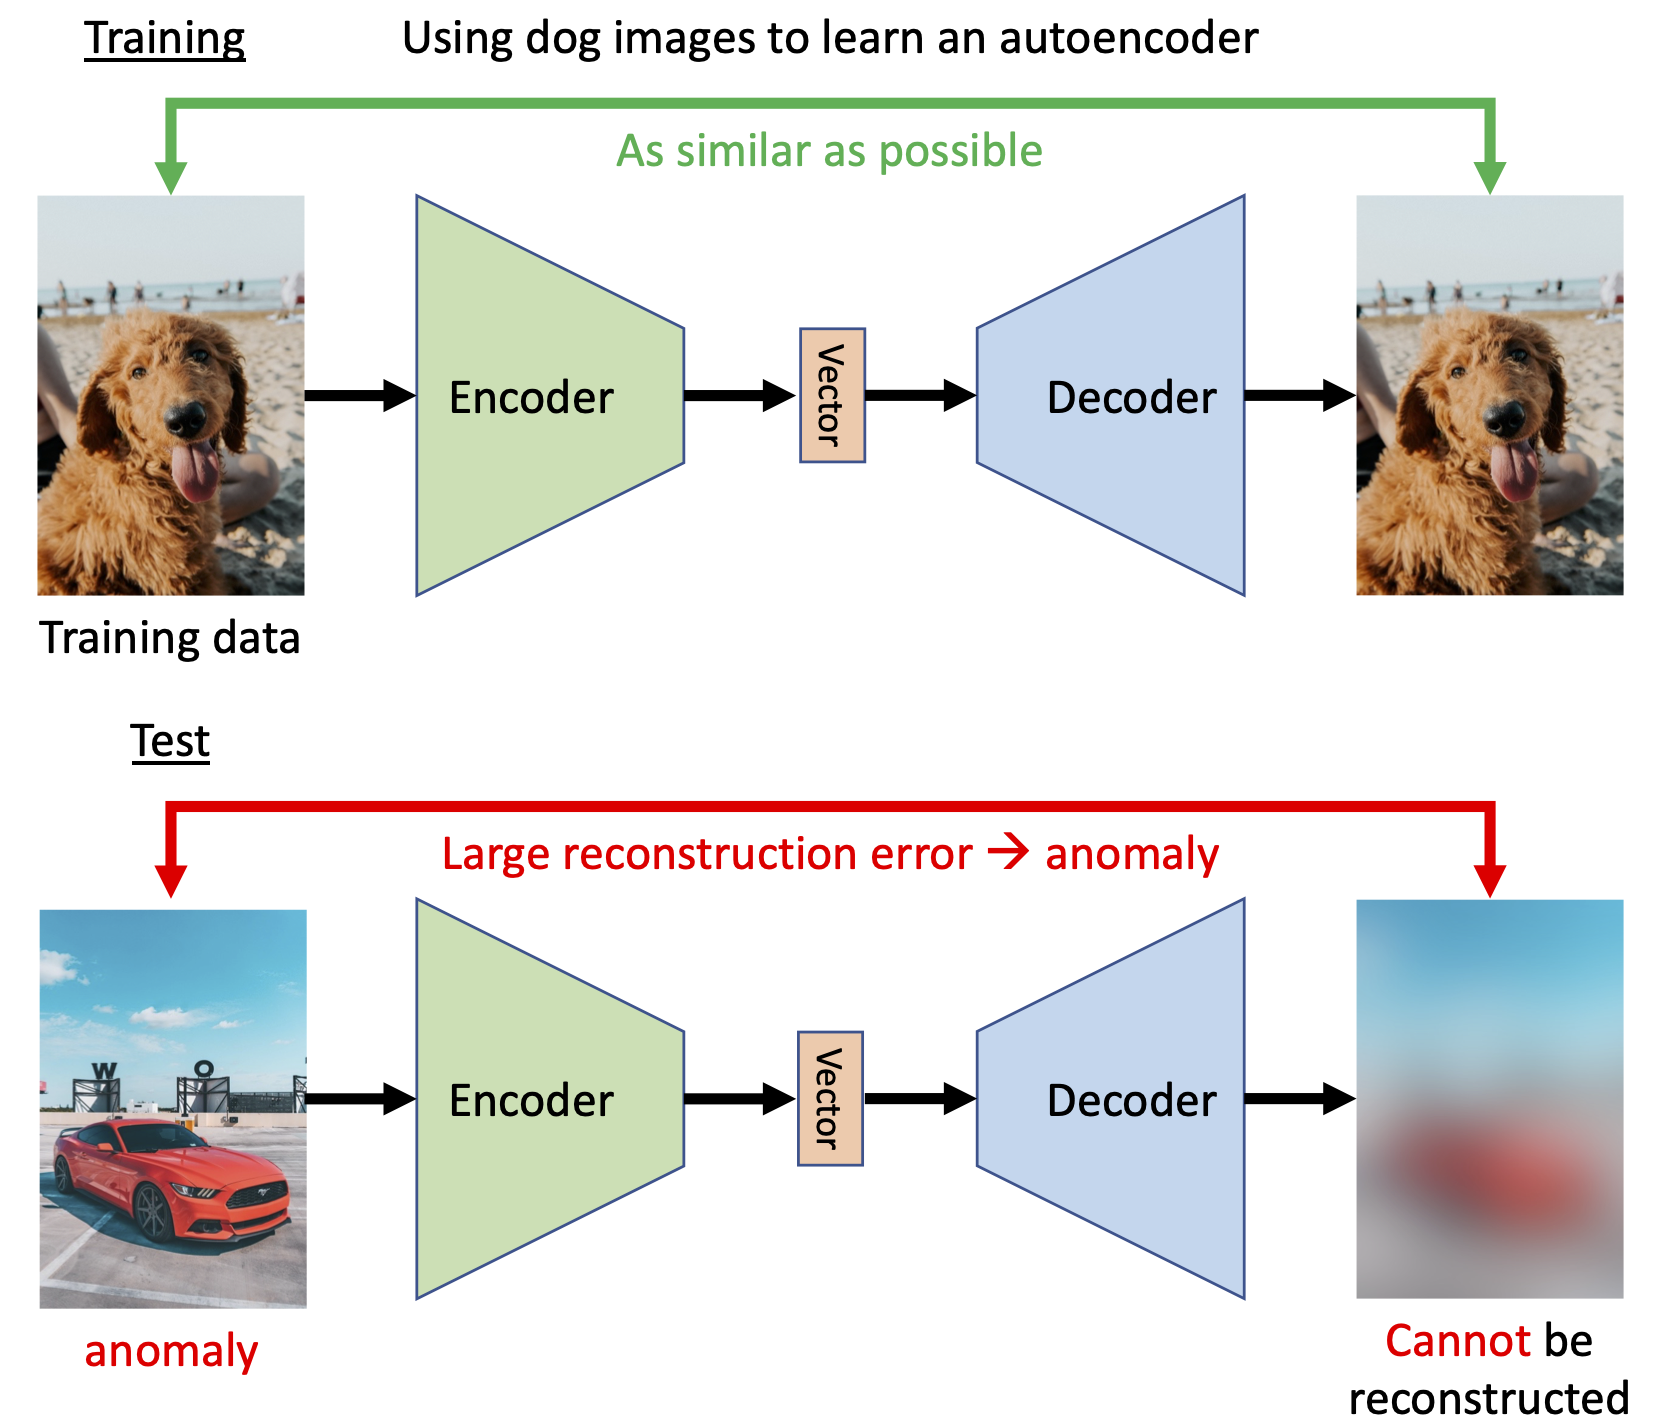 Training
Using dog images to learn an autoencoder
As similar as possible
Encoder
Vector
Decoder
Training data
Test
Large reconstruction error → anomaly
W O
Encoder
Vector
Decoder
anomaly
Cannot be
reconstructed